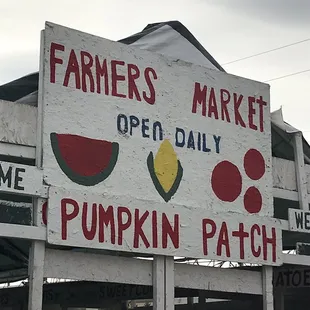 FARMERS MARKET
OPEN DAILY
PUMPKIN PATCH